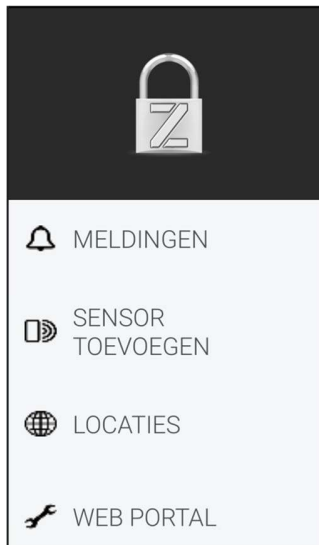 Z
MELDINGEN
SENSOR
TOEVOEGEN
LOCATIES
WEB PORTAL